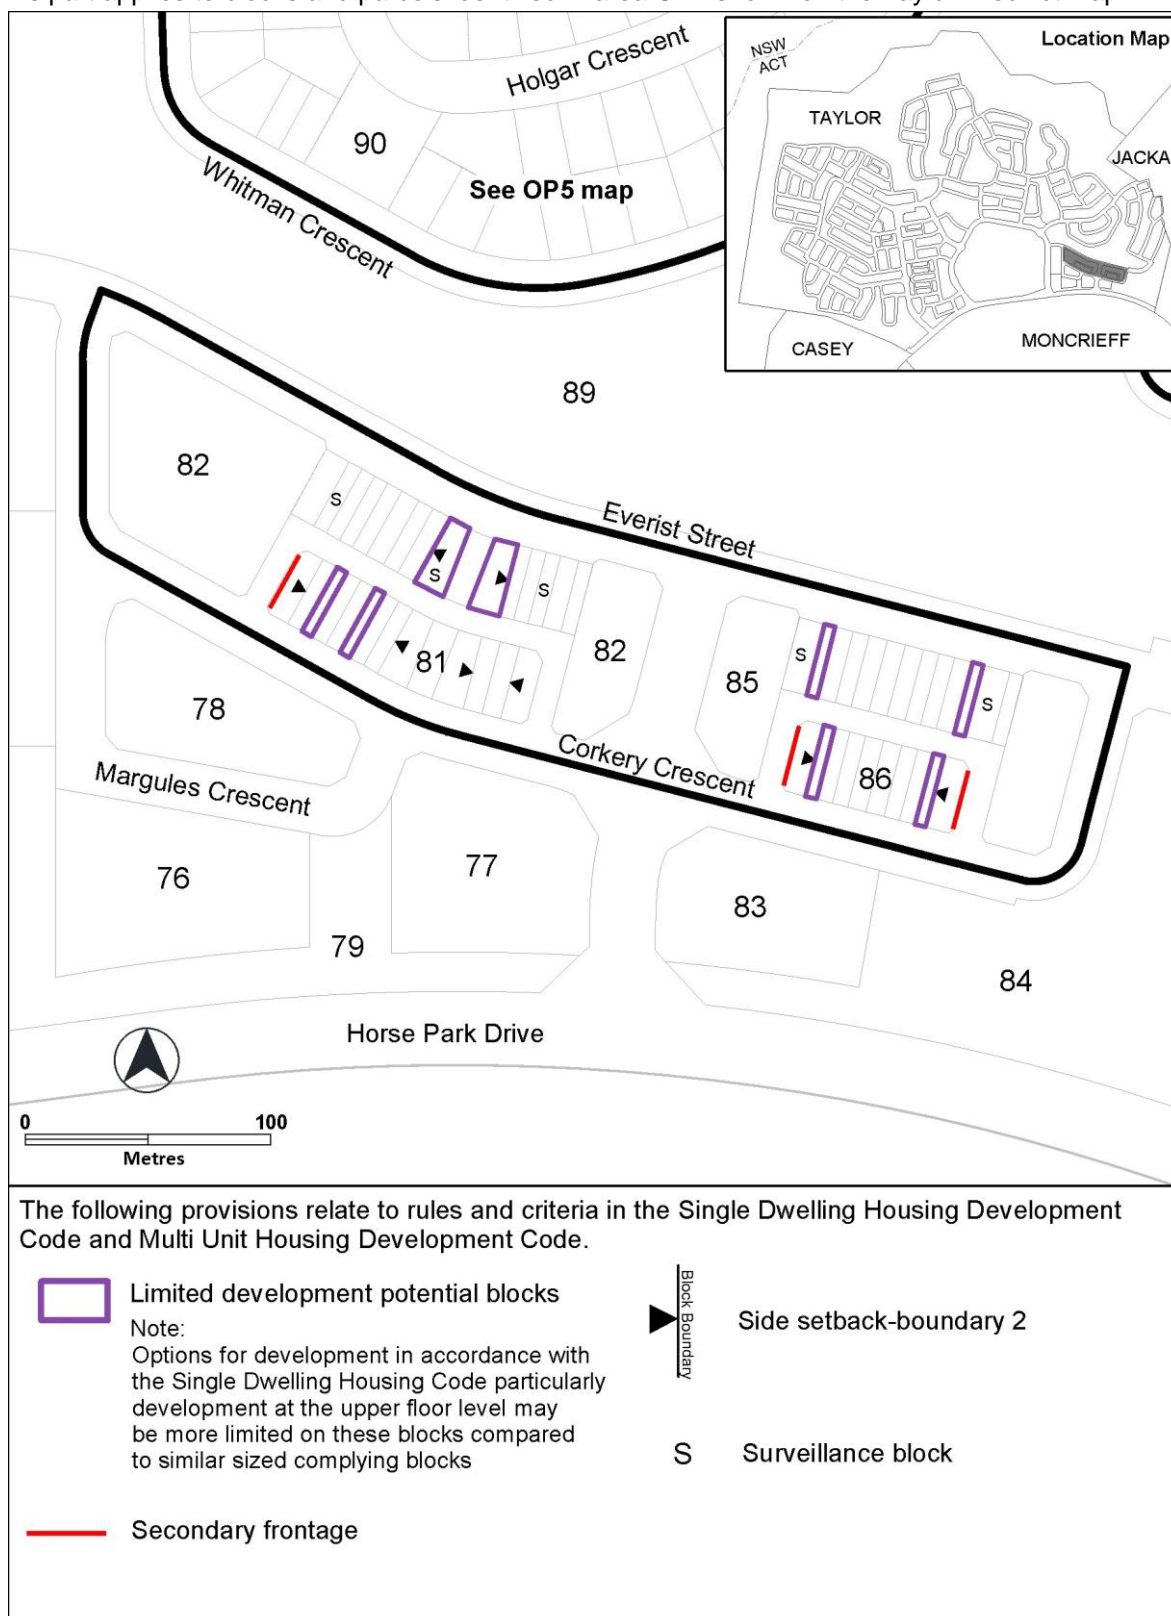 Holgar Crescent
90
See OP5 map
Whitman Crescent
Location Map
NSW
ACT
TAYLOR
JACKA
CASEY
MONCRIEFF
89
82
S
Everist Street
S
S
81
82
85
S
S
86
78
Corkery Crescent
Margules Crescent
76
77
83
79
84
Horse Park Drive
0 100
Metres
The following provisions relate to rules and criteria in the Single Dwelling Housing Development
Code and Multi Unit Housing Development Code.
Limited development potential blocks
Note:
Options for development in accordance with
the Single Dwelling Housing Code particularly
development at the upper floor level may
be more limited on these blocks compared
to similar sized complying blocks
Secondary frontage
Block Boundary
Side setback-boundary 2
S Surveillance block